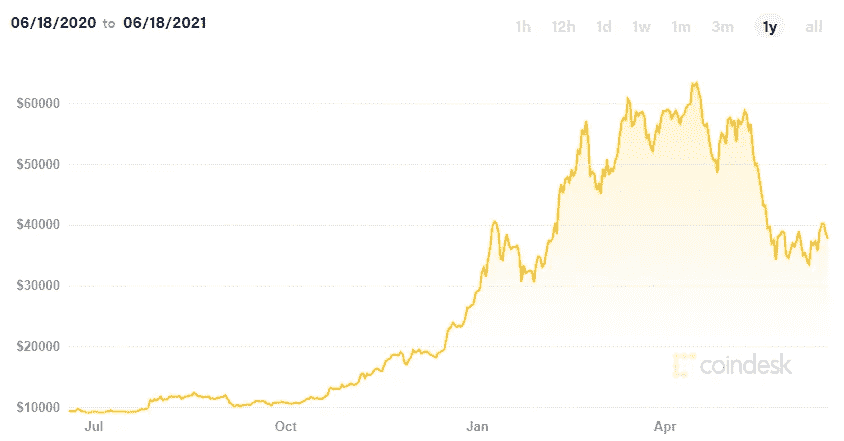 06/18/2020 to 06/18/2021
1h 12h 1d 1w 1m 3m 1y all
$60000
$50000
$40000
$30000
$20000
$10000
coindesk
Jul Oct Jan Apr